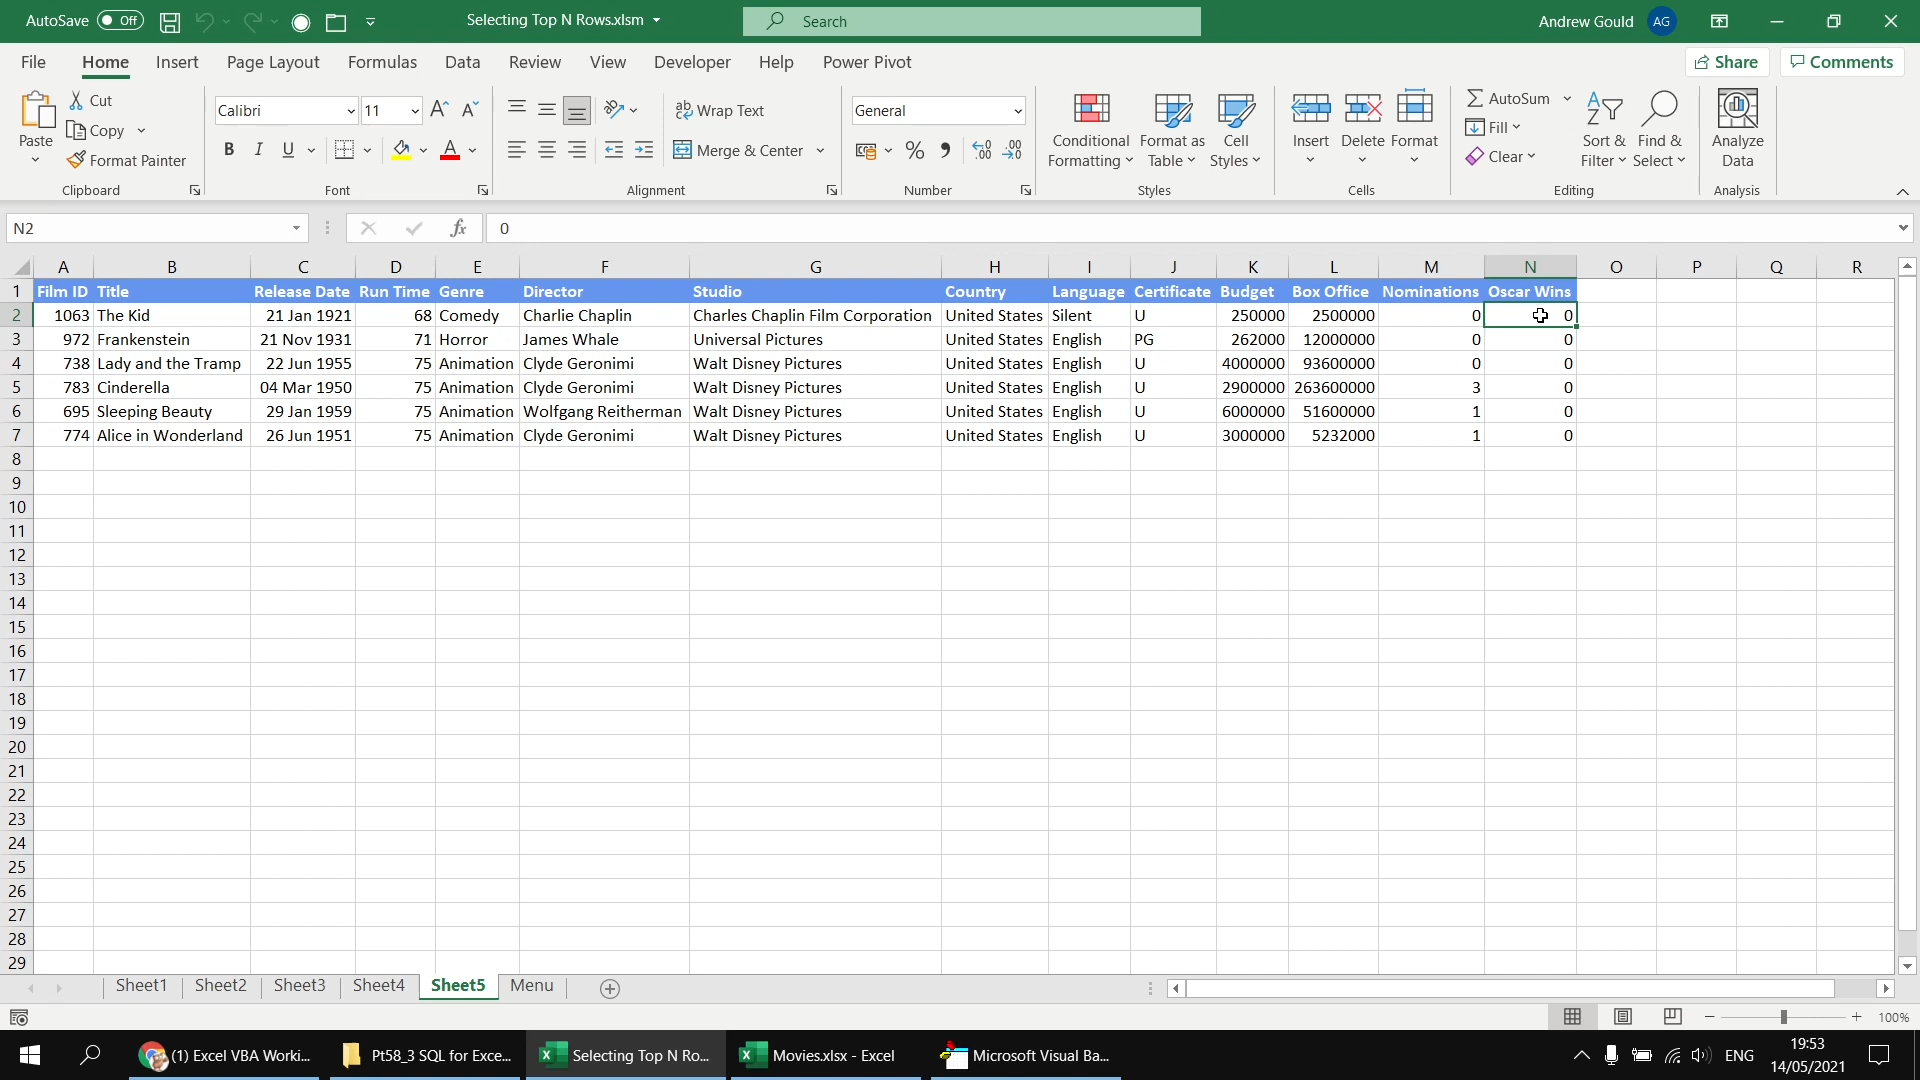 AutoSave Off Selecting Top N Rows.xlsm Search Andrew Gould AG
File Home Insert Page Layout Formulas Data Review View Developer Help Power Pivot Share Comments
Paste Cut Copy Format Painter Clipboard
Calibri 11 B I U A Font
ab Wrap Text Merge & Center Alignment
General % Number
Conditional Formatting Format as Table Cell Styles Styles
Insert Delete Format Cells
AutoSum Fill Clear Sort & Filter Find & Select Editing
Analyze Data Analysis
N2 fx 0
A B C D E F G H I J K L M N O P Q R
1 Film ID Title Release Date Run Time Genre Director Studio Country Language Certificate Budget Box Office Nominations Oscar Wins
2 1063 The Kid 21 Jan 1921 68 Comedy Charlie Chaplin Charles Chaplin Film Corporation United States Silent U 250000 2500000 0 0
3 972 Frankenstein 21 Nov 1931 71 Horror James Whale Universal Pictures United States English PG 262000 12000000 0 0
4 738 Lady and the Tramp 22 Jun 1955 75 Animation Clyde Geronimi Walt Disney Pictures United States English U 4000000 93600000 0 0
5 783 Cinderella 04 Mar 1950 75 Animation Clyde Geronimi Walt Disney Pictures United States English U 2900000 263600000 3 0
6 695 Sleeping Beauty 29 Jan 1959 75 Animation Wolfgang Reitherman Walt Disney Pictures United States English U 6000000 51600000 1 0
7 774 Alice in Wonderland 26 Jun 1951 75 Animation Clyde Geronimi Walt Disney Pictures United States English U 3000000 5232000 1 0
8
9
10
11
12
13
14
15
16
17
18
19
20
21
22
23
24
25
26
27
28
29
Sheet1 Sheet2 Sheet3 Sheet4 Sheet5 Menu
100%
(1) Excel VBA Worki... Pt58_3 SQL for Exce... Selecting Top N Ro... Movies.xlsx - Excel Microsoft Visual Ba... ENG 19:53
14/05/2021